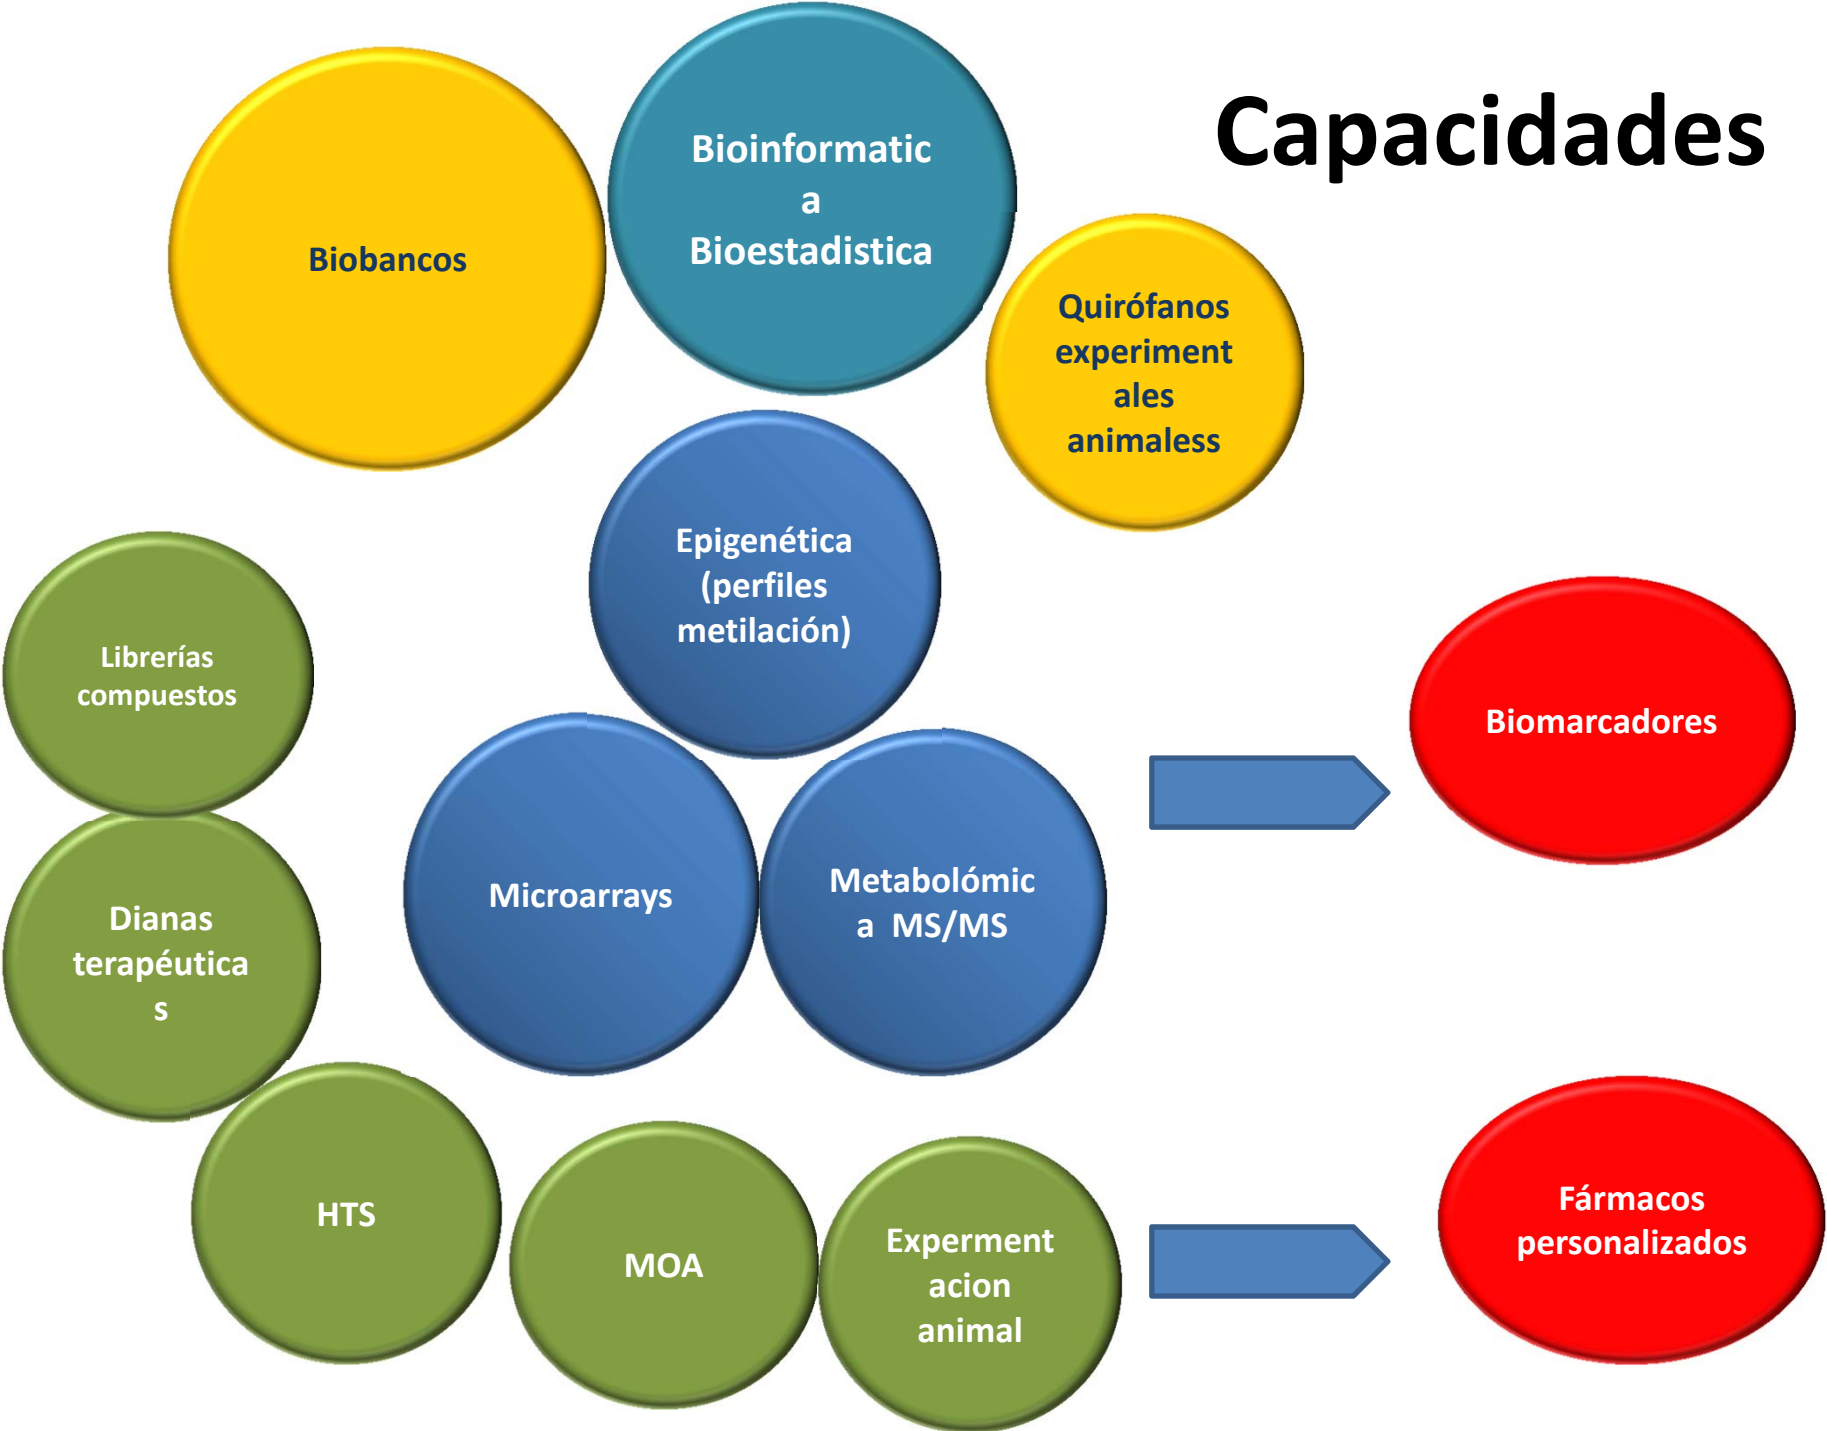 Capacidades
Biobancos
Bioinformatic
a
Bioestadistica
Quirófanos
experiment
ales
animaless
Epigenética
(perfiles
metilación)
Librerías
compuestos
Biomarcadores
Microarrays
Metabolómic
a MS/MS
Dianas
terapéutica
s
HTS
MOA
Experment
acion
animal
Fármacos
personalizados